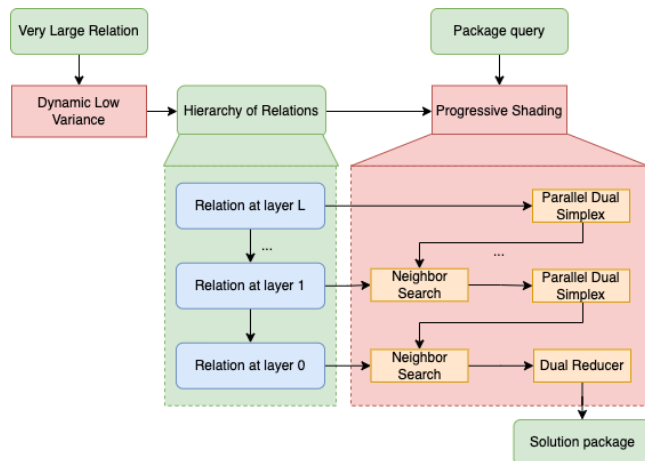 Very Large Relation
Package query
Dynamic Low
Variance
Hierarchy of Relations
Progressive Shading
Relation at layer L
Parallel Dual
Simplex
...
...
Relation at layer 1
Neighbor
Search
Parallel Dual
Simplex
Relation at layer 0
Neighbor
Search
Dual Reducer
Solution package